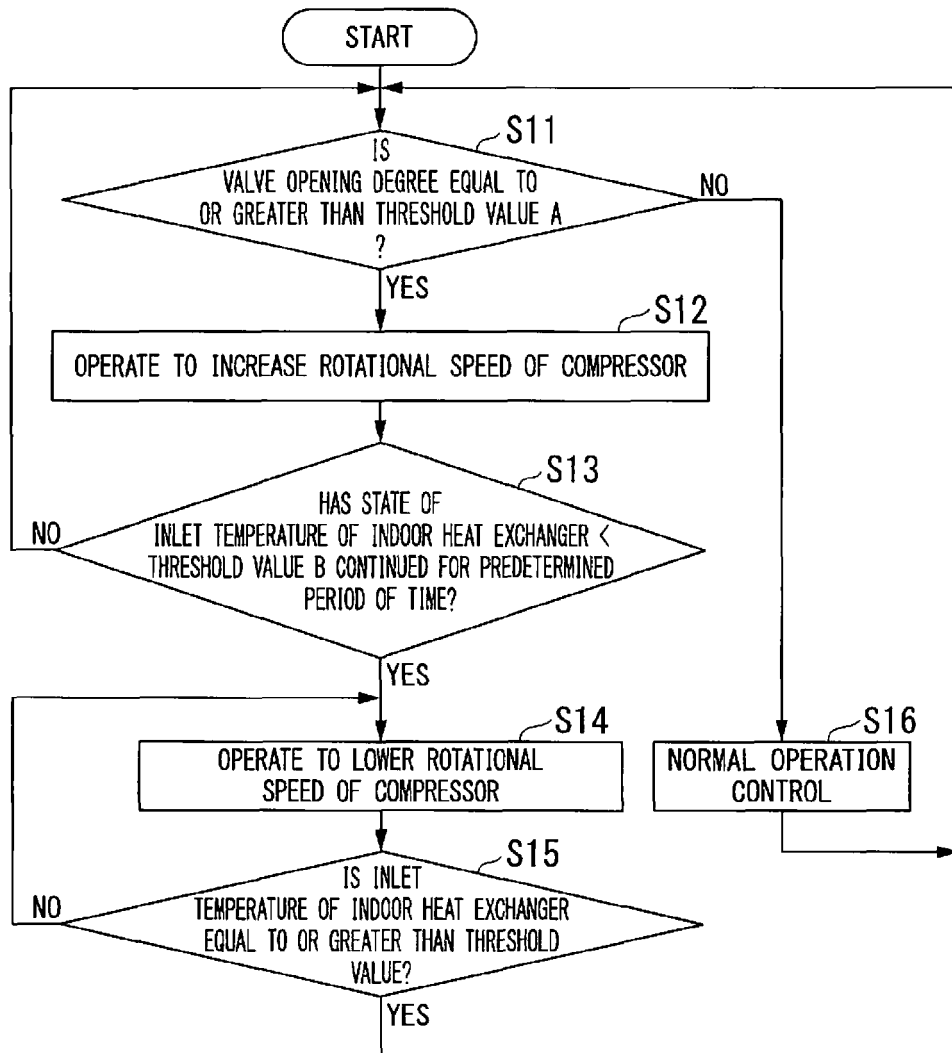 START
S11
IS
VALVE OPENING DEGREE EQUAL TO
OR GREATER THAN THRESHOLD VALUE A
?
NO
YES
S12
OPERATE TO INCREASE ROTATIONAL SPEED OF COMPRESSOR
S13
HAS STATE OF
INLET TEMPERATURE OF INDOOR HEAT EXCHANGER <
THRESHOLD VALUE B CONTINUED FOR PREDETERMINED
PERIOD OF TIME?
NO
YES
S14
OPERATE TO LOWER ROTATIONAL
SPEED OF COMPRESSOR
S16
NORMAL OPERATION
CONTROL
S15
IS INLET
TEMPERATURE OF INDOOR HEAT EXCHANGER
EQUAL TO OR GREATER THAN THRESHOLD
VALUE?
NO
YES